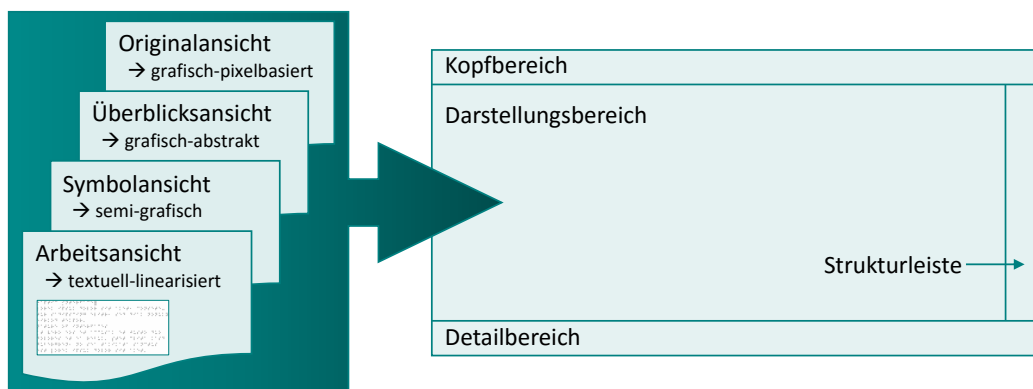 Originalansicht
→ grafisch-pixelbasiert
Überblicksansicht
→ grafisch-abstrakt
Symbolansicht
→ semi-grafisch
Arbeitsansicht
→ textuell-linearisiert
Kopfbereich
Darstellungsbereich
Strukturleiste
Detailbereich